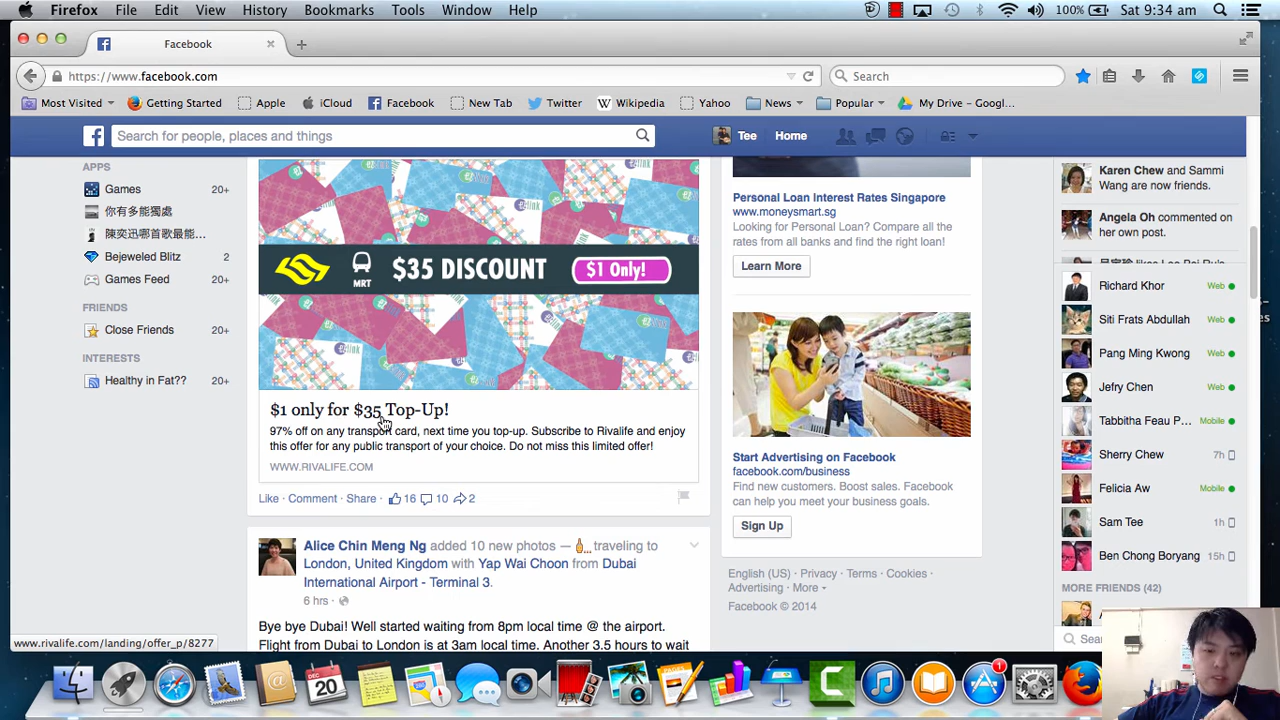 Firefox File Edit View History Bookmarks Tools Window Help
100% Sat 9:34 am
Facebook
https://www.facebook.com
Search
Most Visited Getting Started Apple iCloud Facebook New Tab Twitter Wikipedia Yahoo News Popular My Drive – Googl...
Search for people, places and things
Tee Home
APPS
Games 20+
你有多能獨處
陳奕迅哪首歌最能...
Bejeweled Blitz 2
Games Feed
FRIENDS
Close Friends 20+
INTERESTS
Healthy in Fat?? 20+
MRT
$35 DISCOUNT
$1 Only!
$1 only for $35 Top-Up!
97% off on any transport card, next time you top-up. Subscribe to Rivalife and enjoy
this offer for any public transport of your choice. Do not miss this limited offer!
WWW.RIVALIFE.COM
Like · Comment · Share · 16 10 2
Alice Chin Meng Ng added 10 new photos — traveling to
London, United Kingdom with Yap Wai Choon from Dubai
International Airport - Terminal 3.
6 hrs ·
Bye bye Dubai! Well started waiting from 8pm local time @ the airport.
Flight from Dubai to London is at 3am local time. Another 3.5 hours to wait
Personal Loan Interest Rates Singapore
www.moneysmart.sg
Looking for Personal Loan? Compare all the
rates from all banks and find the right loan!
Learn More
Start Advertising on Facebook
facebook.com/business
Find new customers. Boost sales. Facebook
can help you meet your business goals.
Sign Up
English (US) · Privacy · Terms · Cookies ·
Advertising · More
Facebook © 2014
Karen Chew and Sammi
Wang are now friends.
Angela Oh commented on
her own post.
Richard Khor Web
Siti Frats Abdullah Web
Pang Ming Kwong Web
Jefry Chen Web
Tabbitha Feau P... Mobile
Sherry Chew 7h
Felicia Aw Mobile
Sam Tee 1h
Ben Chong Boryang 15h
MORE FRIENDS (42)
Sear
www.rivalife.com/landing/offer_p/8277
DEC
20
1